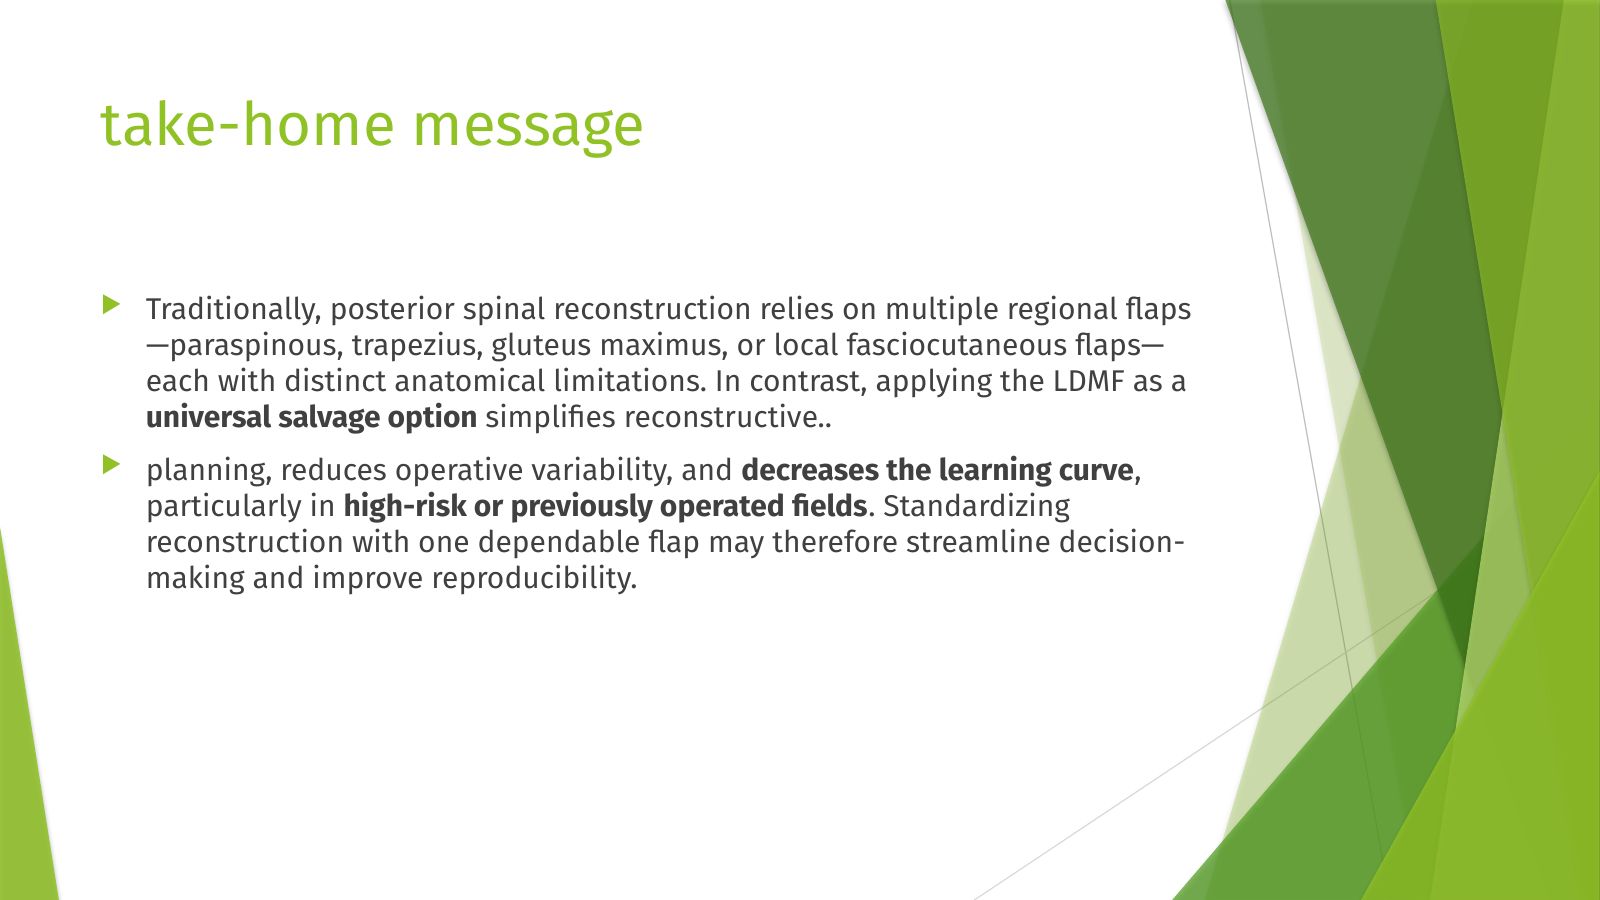 take-home message
Traditionally, posterior spinal reconstruction relies on multiple regional flaps
—paraspinous, trapezius, gluteus maximus, or local fasciocutaneous flaps—
each with distinct anatomical limitations. In contrast, applying the LDMF as a
universal salvage option simplifies reconstructive..
planning, reduces operative variability, and decreases the learning curve,
particularly in high-risk or previously operated fields. Standardizing
reconstruction with one dependable flap may therefore streamline decision-
making and improve reproducibility.